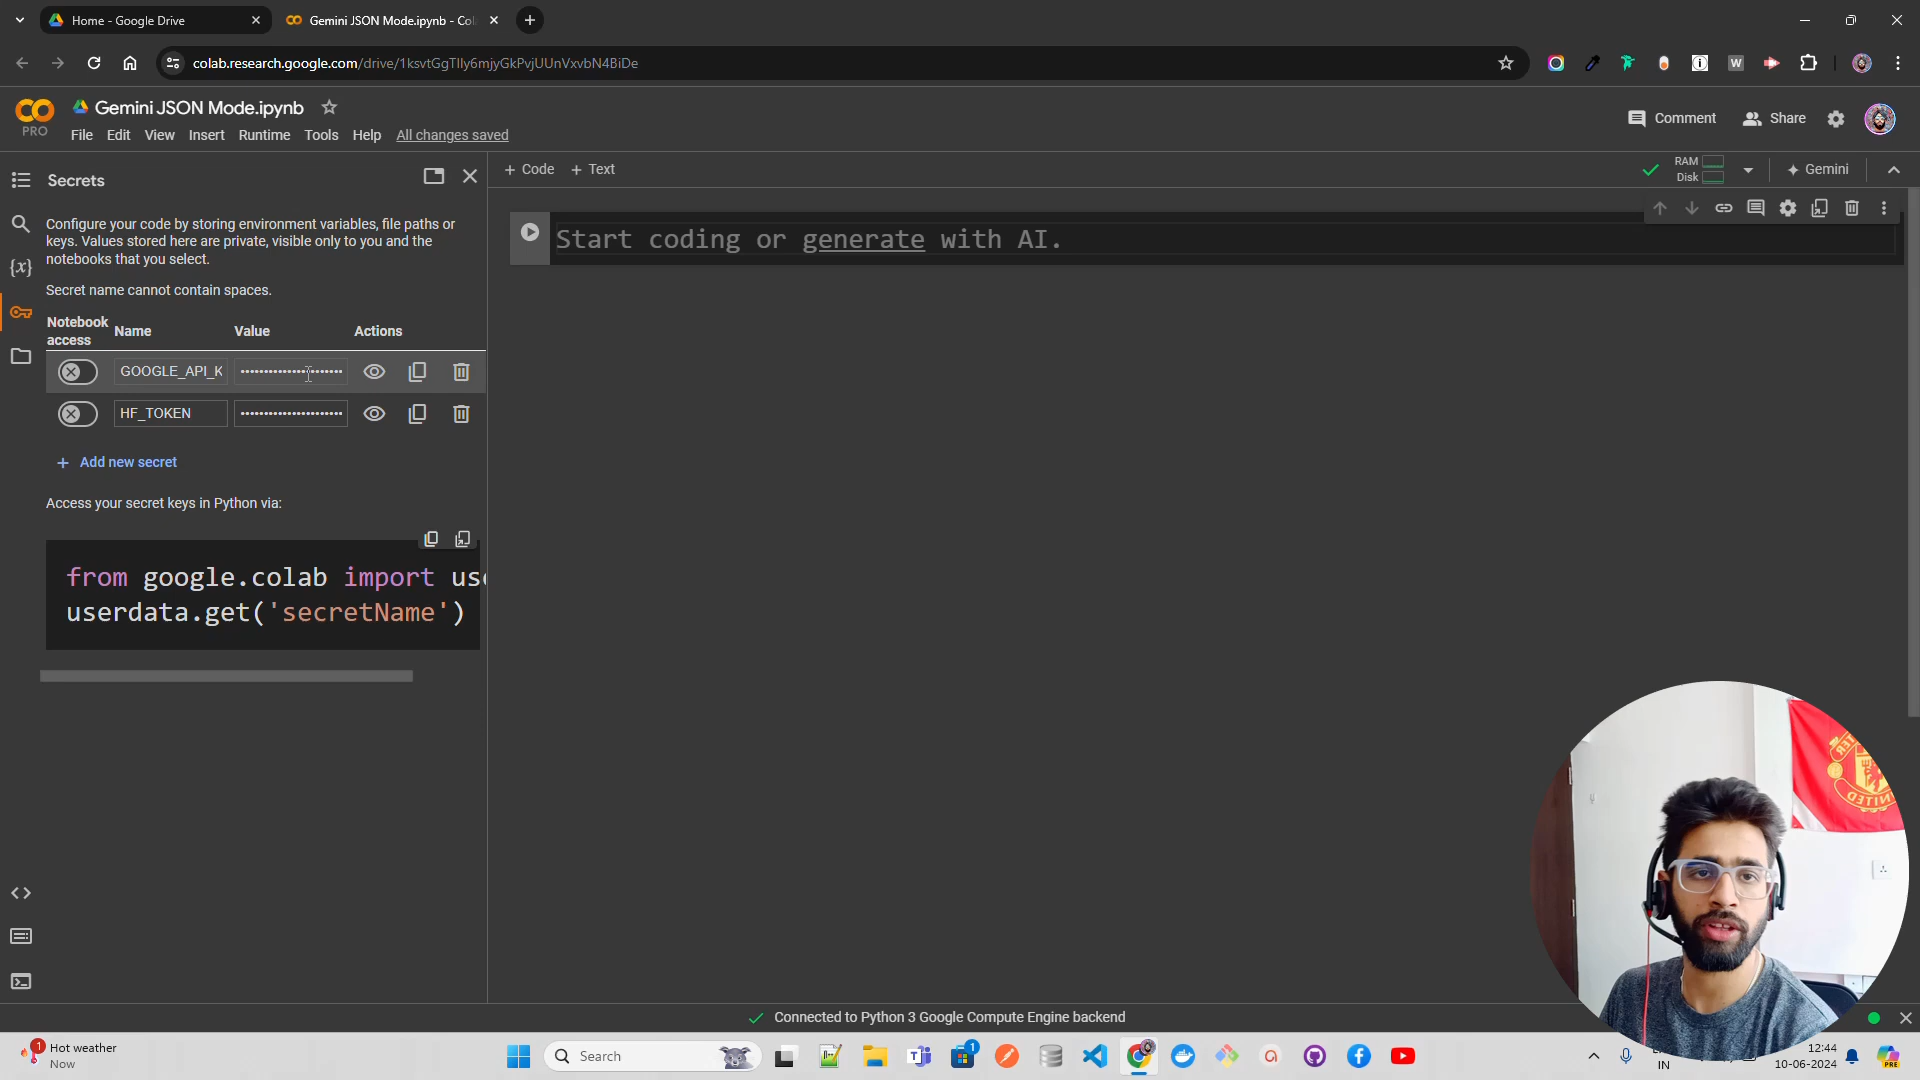 Home - Google Drive
Gemini JSON Mode.ipynb - Col
colab.research.google.com/drive/1ksvtGgTlly6mjyGkPvjUUnVxvbN4BiDe
Gemini JSON Mode.ipynb
PRO
File Edit View Insert Runtime Tools Help All changes saved
Comment Share
Secrets
+ Code + Text
RAM
Disk
Gemini
Configure your code by storing environment variables, file paths or
keys. Values stored here are private, visible only to you and the
notebooks that you select.
Secret name cannot contain spaces.
Notebook
access
Name Value Actions
GOOGLE_API_K
HF_TOKEN
+ Add new secret
Access your secret keys in Python via:
from google.colab import use
userdata.get('secretName')
Start coding or generate with AI.
UNITED
Connected to Python 3 Google Compute Engine backend
1
Hot weather
Now
Search
1
IN
12:44
10-06-2024
PRE